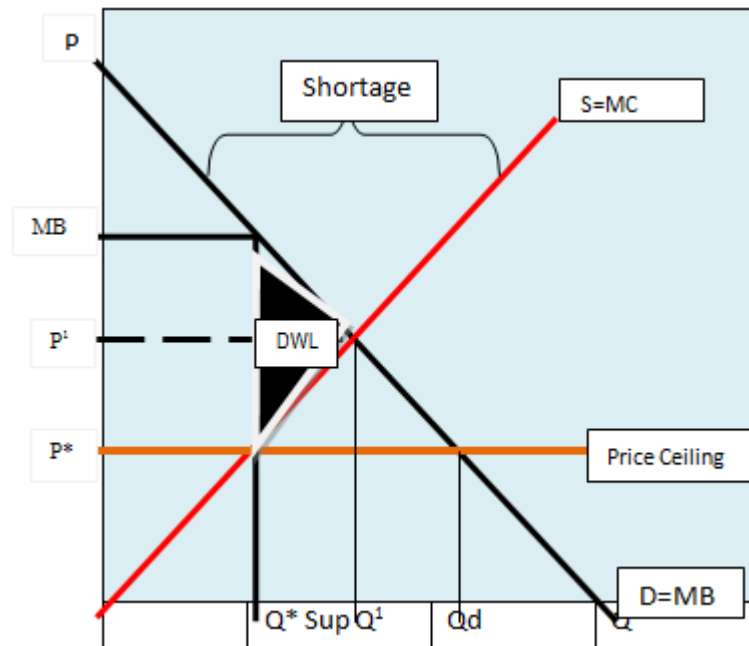 P
Shortage
S=MC
MB
P¹
DWL
P*
Price Ceiling
D=MB
Q* Sup Q¹
Qd
Q